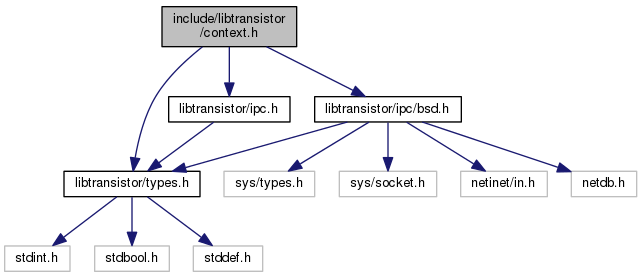 include/libtransistor
/context.h
libtransistor/ipc.h
libtransistor/ipc/bsd.h
libtransistor/types.h
sys/types.h
sys/socket.h
netinet/in.h
netdb.h
stdint.h
stdbool.h
stddef.h